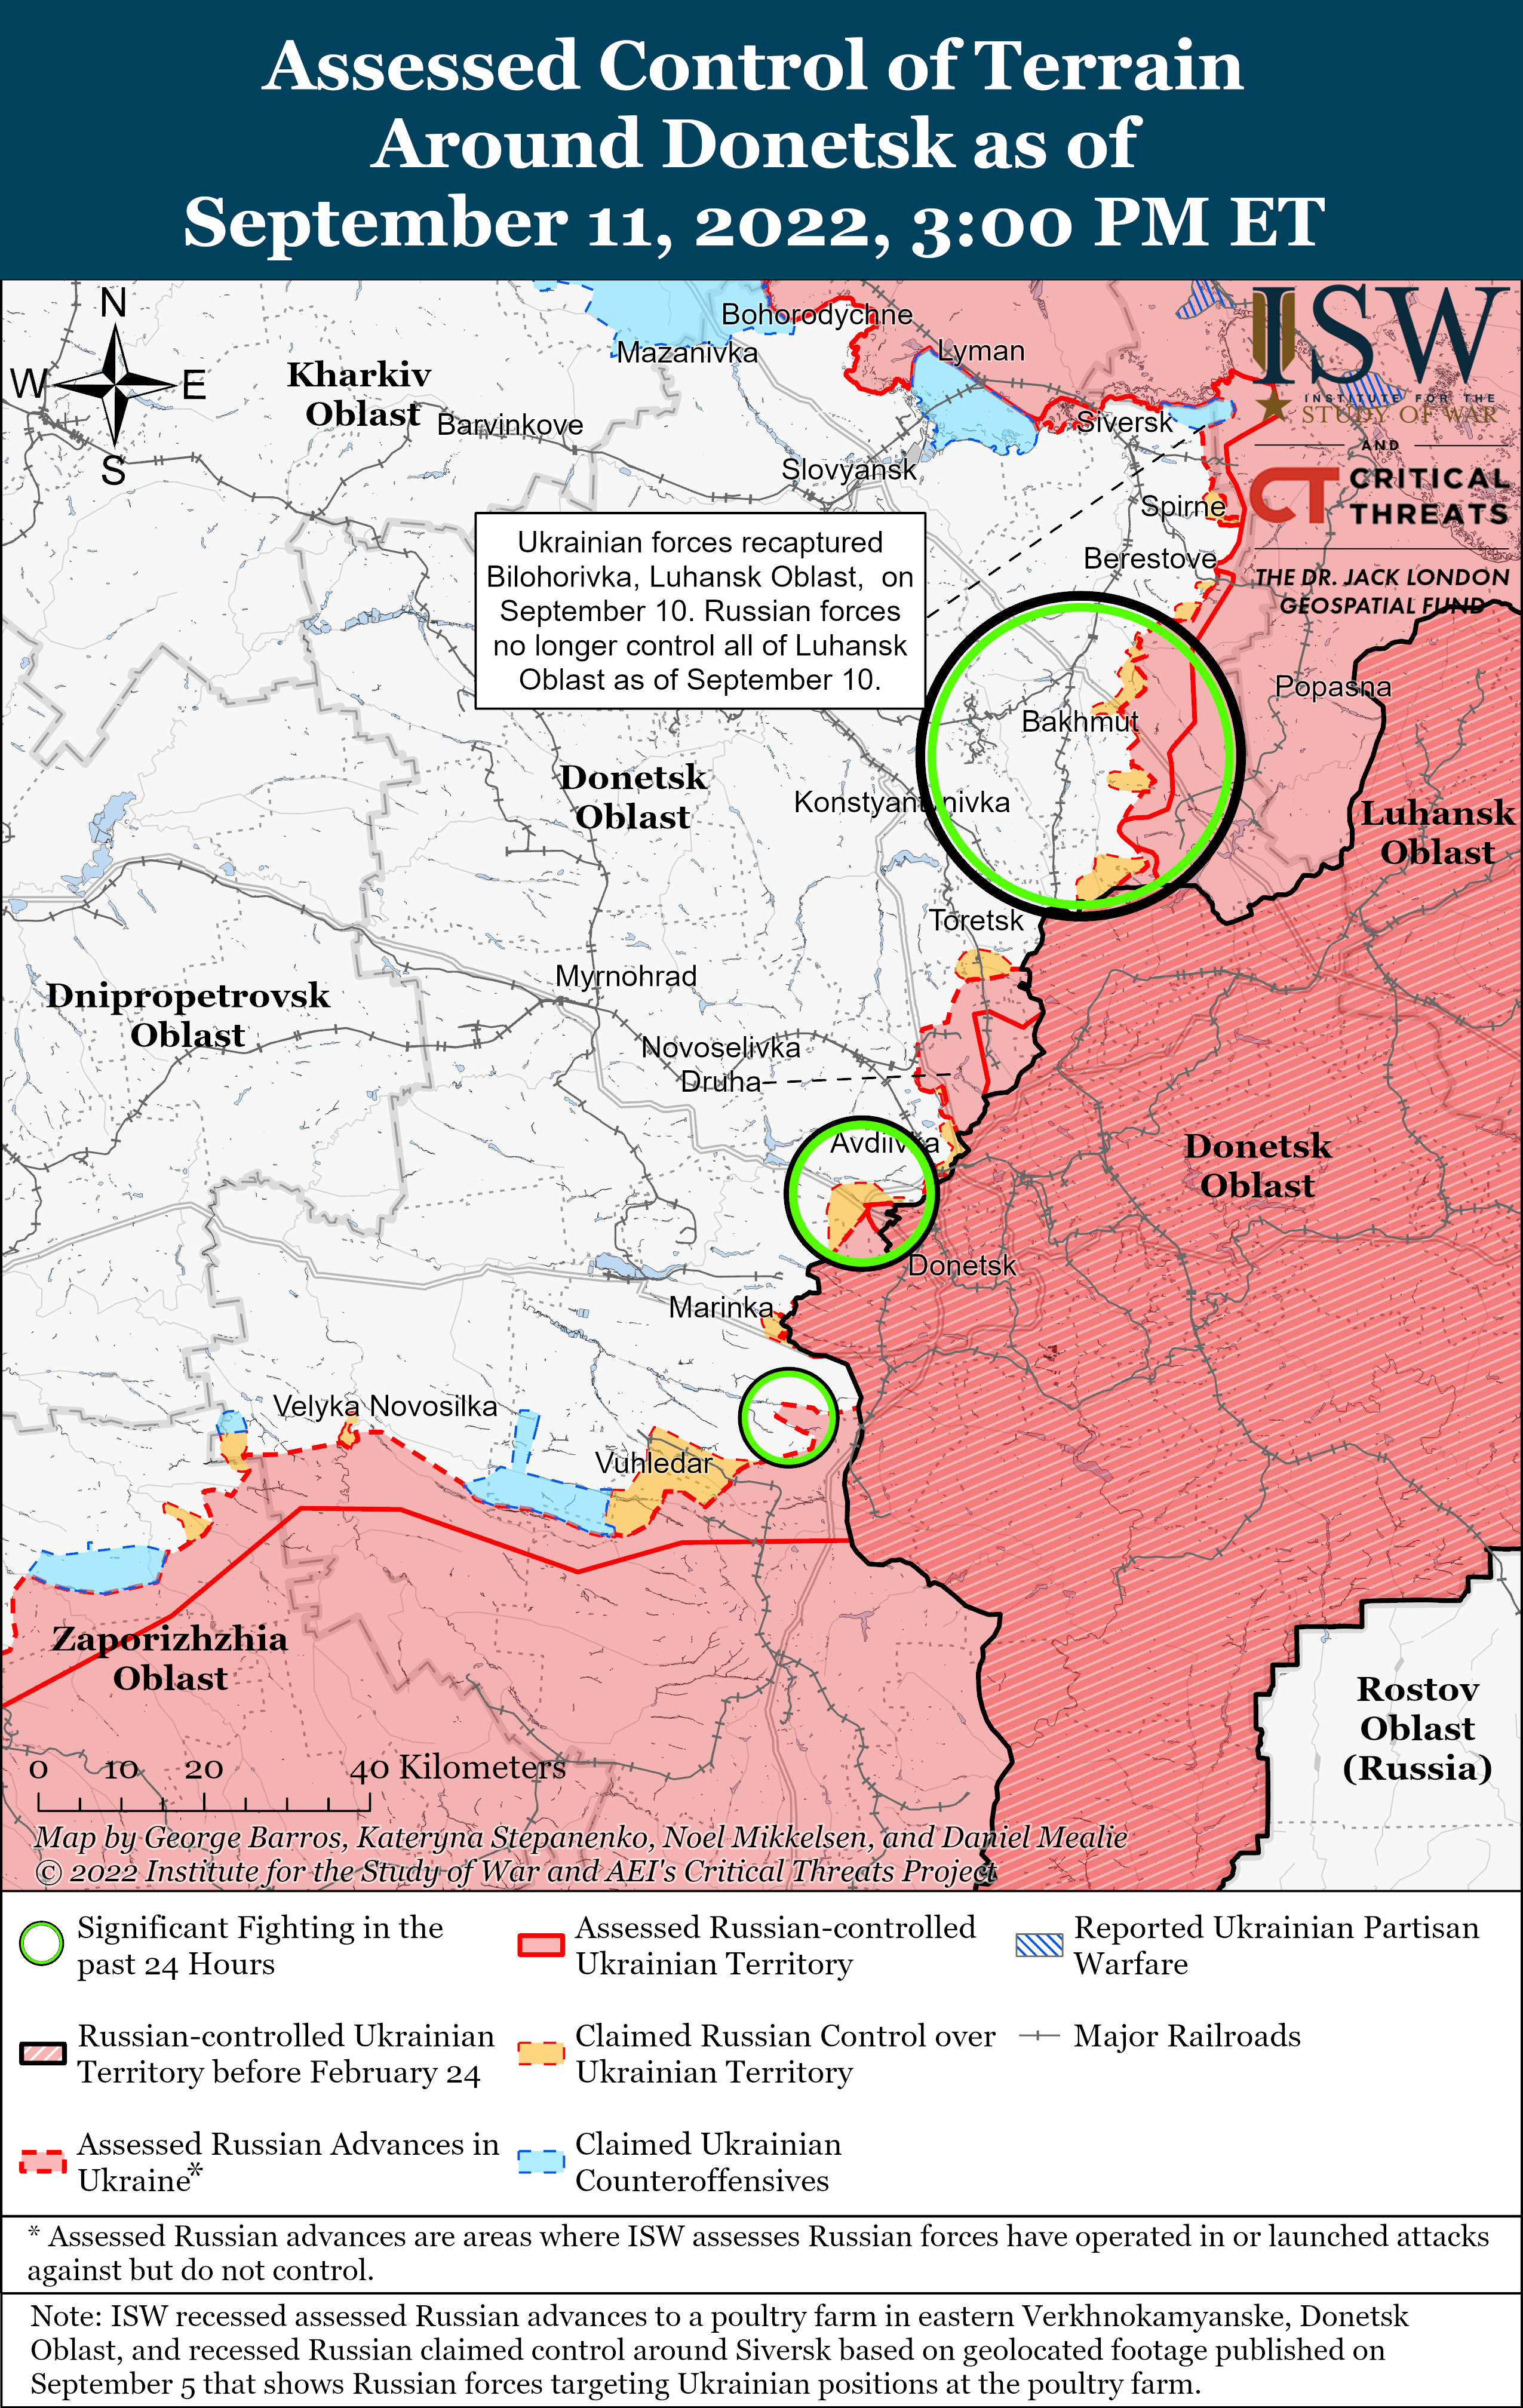 Assessed Control of Terrain
Around Donetsk as of
September 11, 2022, 3:00 PM ET
N
W
E
S
Kharkiv
Oblast
Barvinkove
Bohorodychne
Mazanivka
Lyman
Siversk
Slovyansk
Spirne
Berestove
ISW
INSTITUTE FOR THE
STUDY OF WAR
AND
CT CRITICAL
THREATS
THE DR. JACK LONDON
GEOSPATIAL FUND
Ukrainian forces recaptured
Bilohorivka, Luhansk Oblast, on
September 10. Russian forces
no longer control all of Luhansk
Oblast as of September 10.
Popasna
Bakhmut
Donetsk
Oblast
Konstyantynivka
Luhansk
Oblast
Toretsk
Myrnohrad
Dnipropetrovsk
Oblast
Novoselivka
Druha
Avdiivka
Donetsk
Oblast
Donetsk
Marinka
Velyka Novosilka
Vuhledar
Zaporizhzhia
Oblast
Rostov
Oblast
(Russia)
0 10 20 40 Kilometers
Map by George Barros, Kateryna Stepanenko, Noel Mikkelsen, and Daniel Mealie
© 2022 Institute for the Study of War and AEI's Critical Threats Project
Significant Fighting in the
past 24 Hours
Russian-controlled Ukrainian
Territory before February 24
Assessed Russian Advances in
Ukraine*
Assessed Russian-controlled
Ukrainian Territory
Claimed Russian Control over
Ukrainian Territory
Claimed Ukrainian
Counteroffensives
Reported Ukrainian Partisan
Warfare
Major Railroads
* Assessed Russian advances are areas where ISW assesses Russian forces have operated in or launched attacks
against but do not control.
Note: ISW recessed assessed Russian advances to a poultry farm in eastern Verkhnokamyanske, Donetsk
Oblast, and recessed Russian claimed control around Siversk based on geolocated footage published on
September 5 that shows Russian forces targeting Ukrainian positions at the poultry farm.